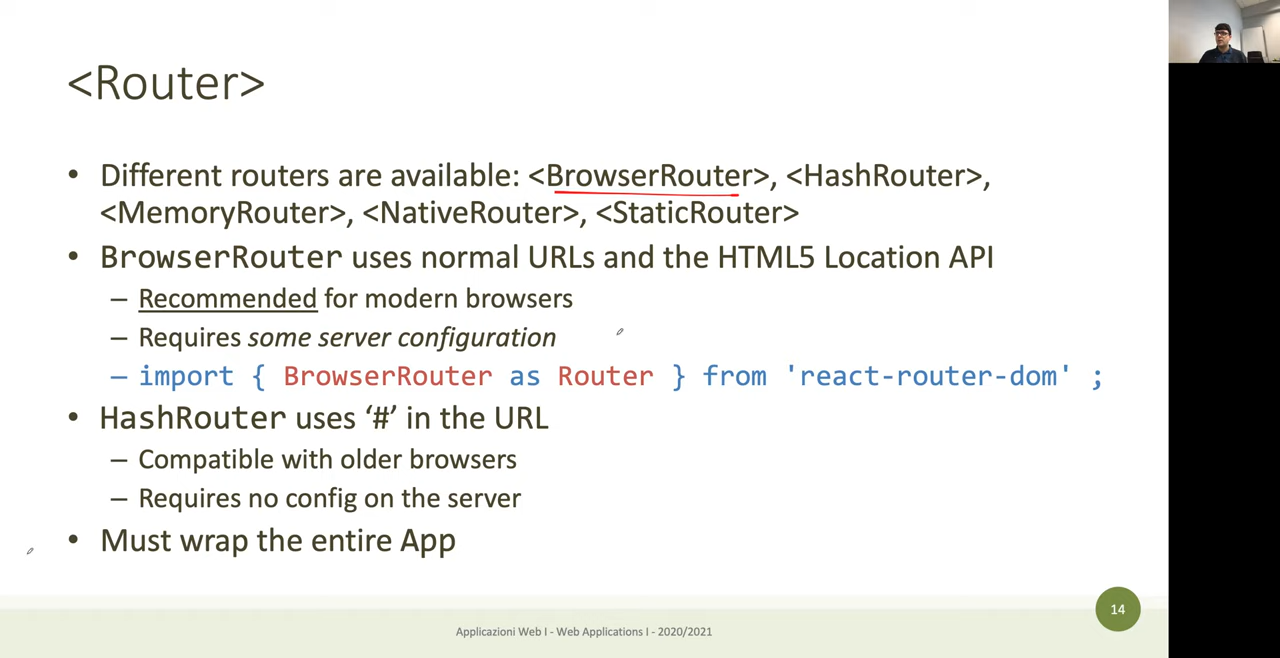 <Router>
• Different routers are available: <BrowserRouter>, <HashRouter>,
<MemoryRouter>, <NativeRouter>, <StaticRouter>
• BrowserRouter uses normal URLs and the HTML5 Location API
– Recommended for modern browsers
– Requires some server configuration
– import { BrowserRouter as Router } from 'react-router-dom' ;
• HashRouter uses ‘#’ in the URL
– Compatible with older browsers
– Requires no config on the server
• Must wrap the entire App
14
Applicazioni Web I - Web Applications I - 2020/2021